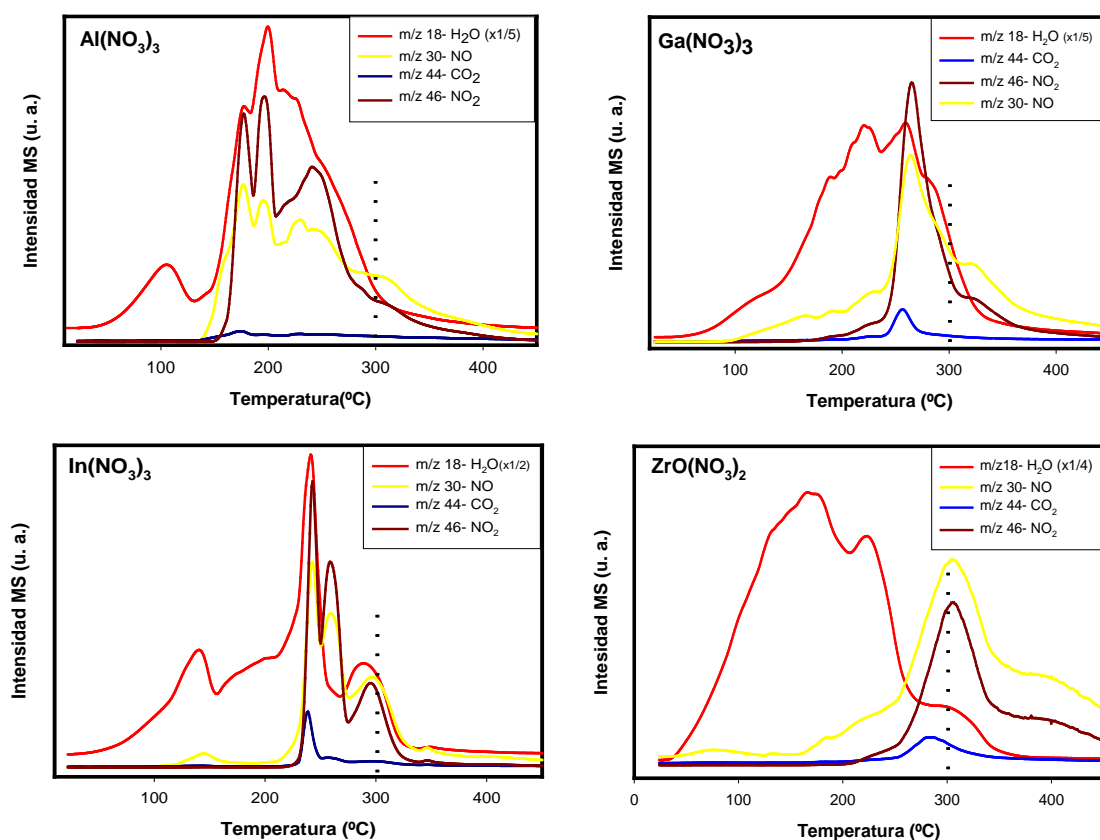 Al(NO3)3
m/z 18- H2O (x1/5)
m/z 30- NO
m/z 44- CO2
m/z 46- NO2
Intensidad MS (u. a.)
100
200
300
400
Temperatura(ºC)
Ga(NO3)3
m/z 18- H2O (x1/5)
m/z 44- CO2
m/z 46- NO2
m/z 30- NO
Intensidad MS (u. a.)
100
200
300
400
Temperatura (ºC)
In(NO3)3
m/z 18- H2O(x1/2)
m/z 30- NO
m/z 44- CO2
m/z 46- NO2
Intensidad MS (u. a.)
100
200
300
400
Temperatura (ºC)
ZrO(NO3)2
m/z18- H2O (x1/4)
m/z 30- NO
m/z 44- CO2
m/z 46- NO2
Intesidad MS (u. a.)
0
100
200
300
400
Temperatura (ºC)